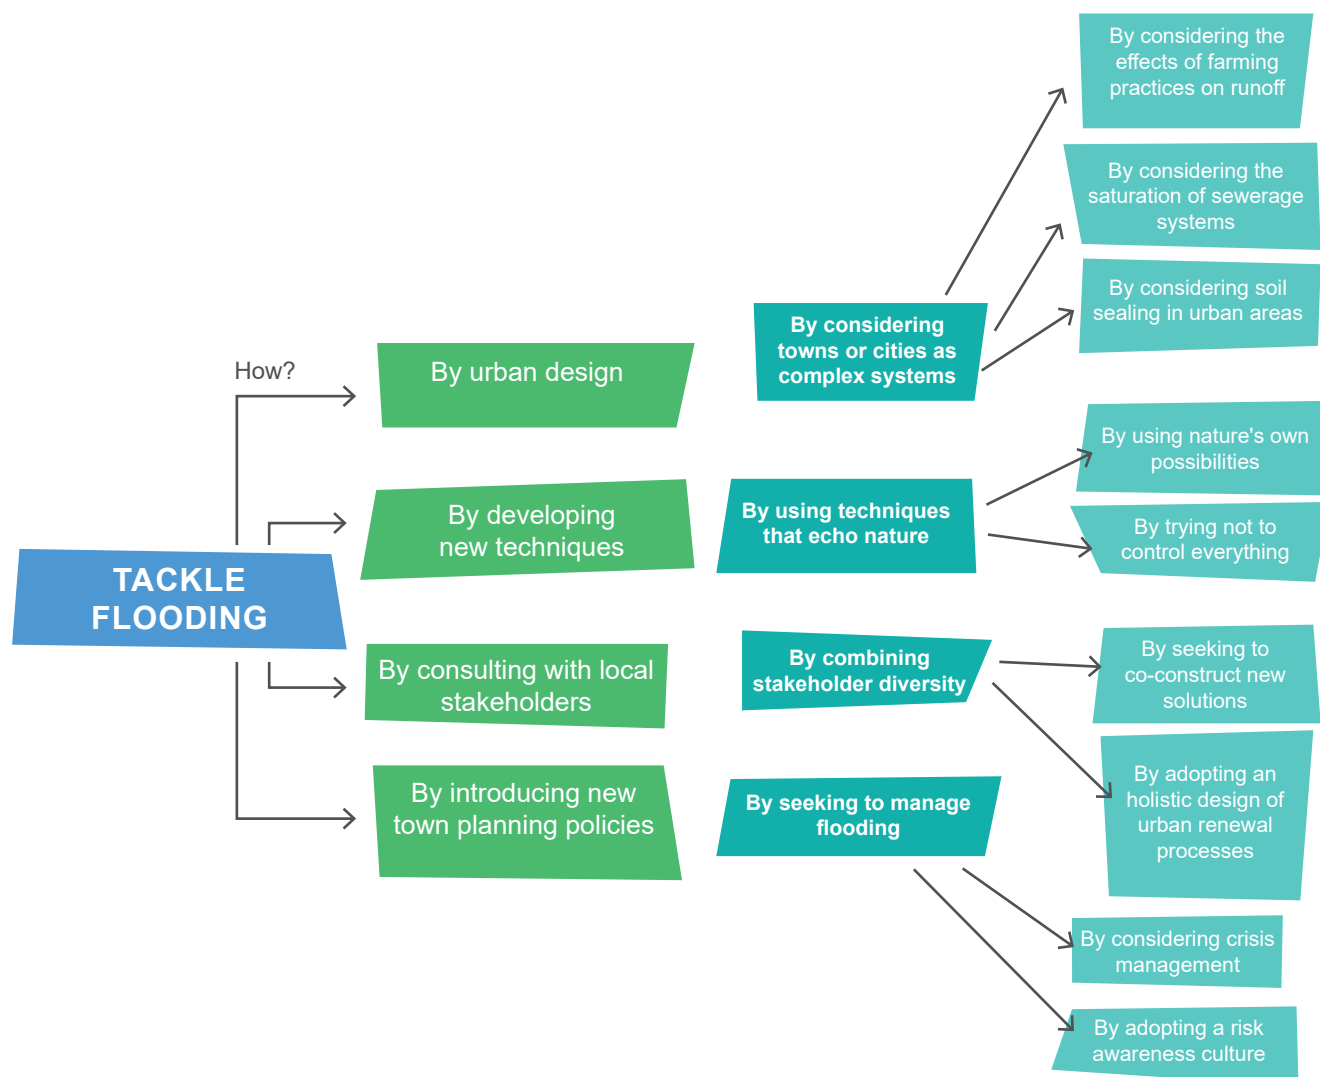 How?
TACKLE
FLOODING
By urban design
By developing
new techniques
By consulting with local
stakeholders
By introducing new
town planning policies
By considering
towns or cities as
complex systems
By using techniques
that echo nature
By combining
stakeholder diversity
By seeking to manage
flooding
By considering the
effects of farming
practices on runoff
By considering the
saturation of sewerage
systems
By considering soil
sealing in urban areas
By using nature's own
possibilities
By trying not to
control everything
By seeking to
co-construct new
solutions
By adopting an
holistic design of
urban renewal
processes
By considering crisis
management
By adopting a risk
awareness culture